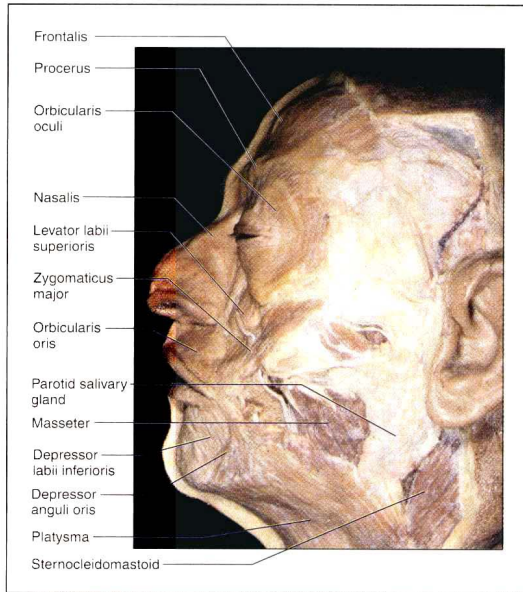 Frontalis
Procerus
Orbicularis
oculi
Nasalis
Levator labii
superioris
Zygomaticus
major
Orbicularis
oris
Parotid salivary
gland
Masseter
Depressor
labii inferioris
Depressor
anguli oris
Platysma
Sternocleidomastoid